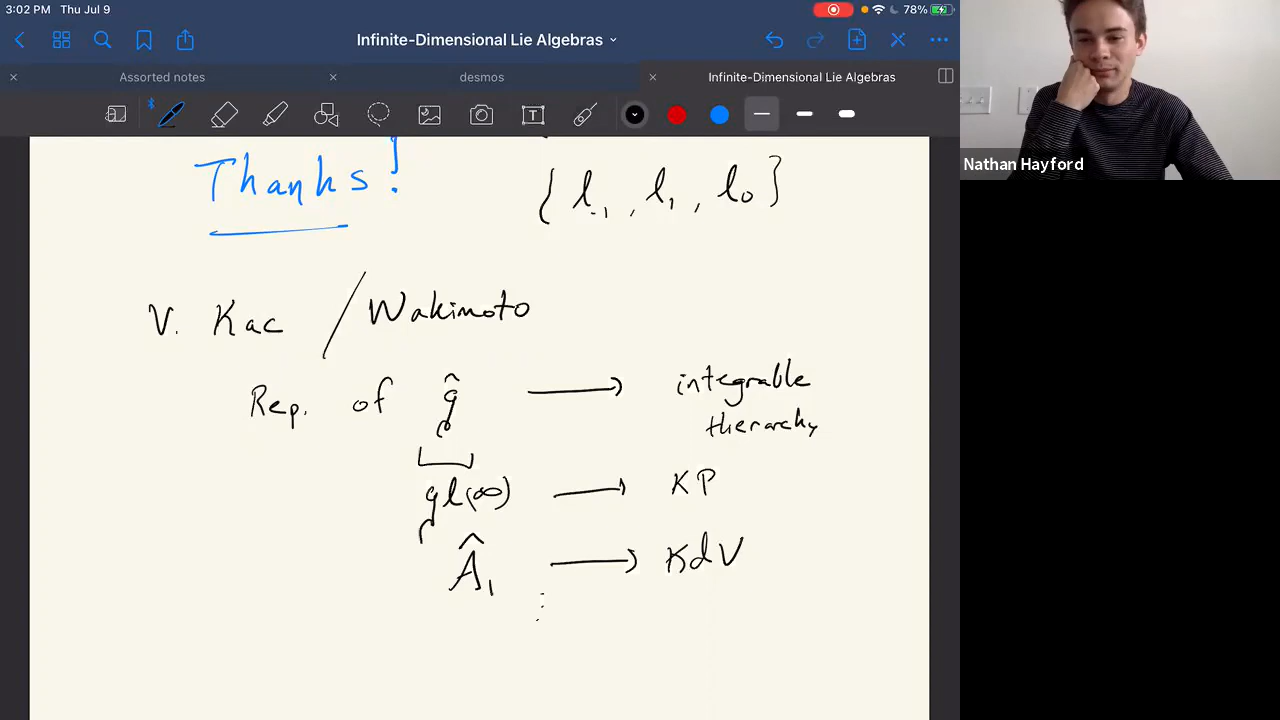 3:02 PM Thu Jul 9
78%
Infinite-Dimensional Lie Algebras
Assorted notes
desmos
Infinite-Dimensional Lie Algebras
T
Nathan Hayford
Thanks!
{ l₋₁, l₁, l₀ }
V. Kac / Wakimoto
Rep. of ĝ → integrable
hierarchy
gl(∞) → KP
Â₁ → KdV
⋮